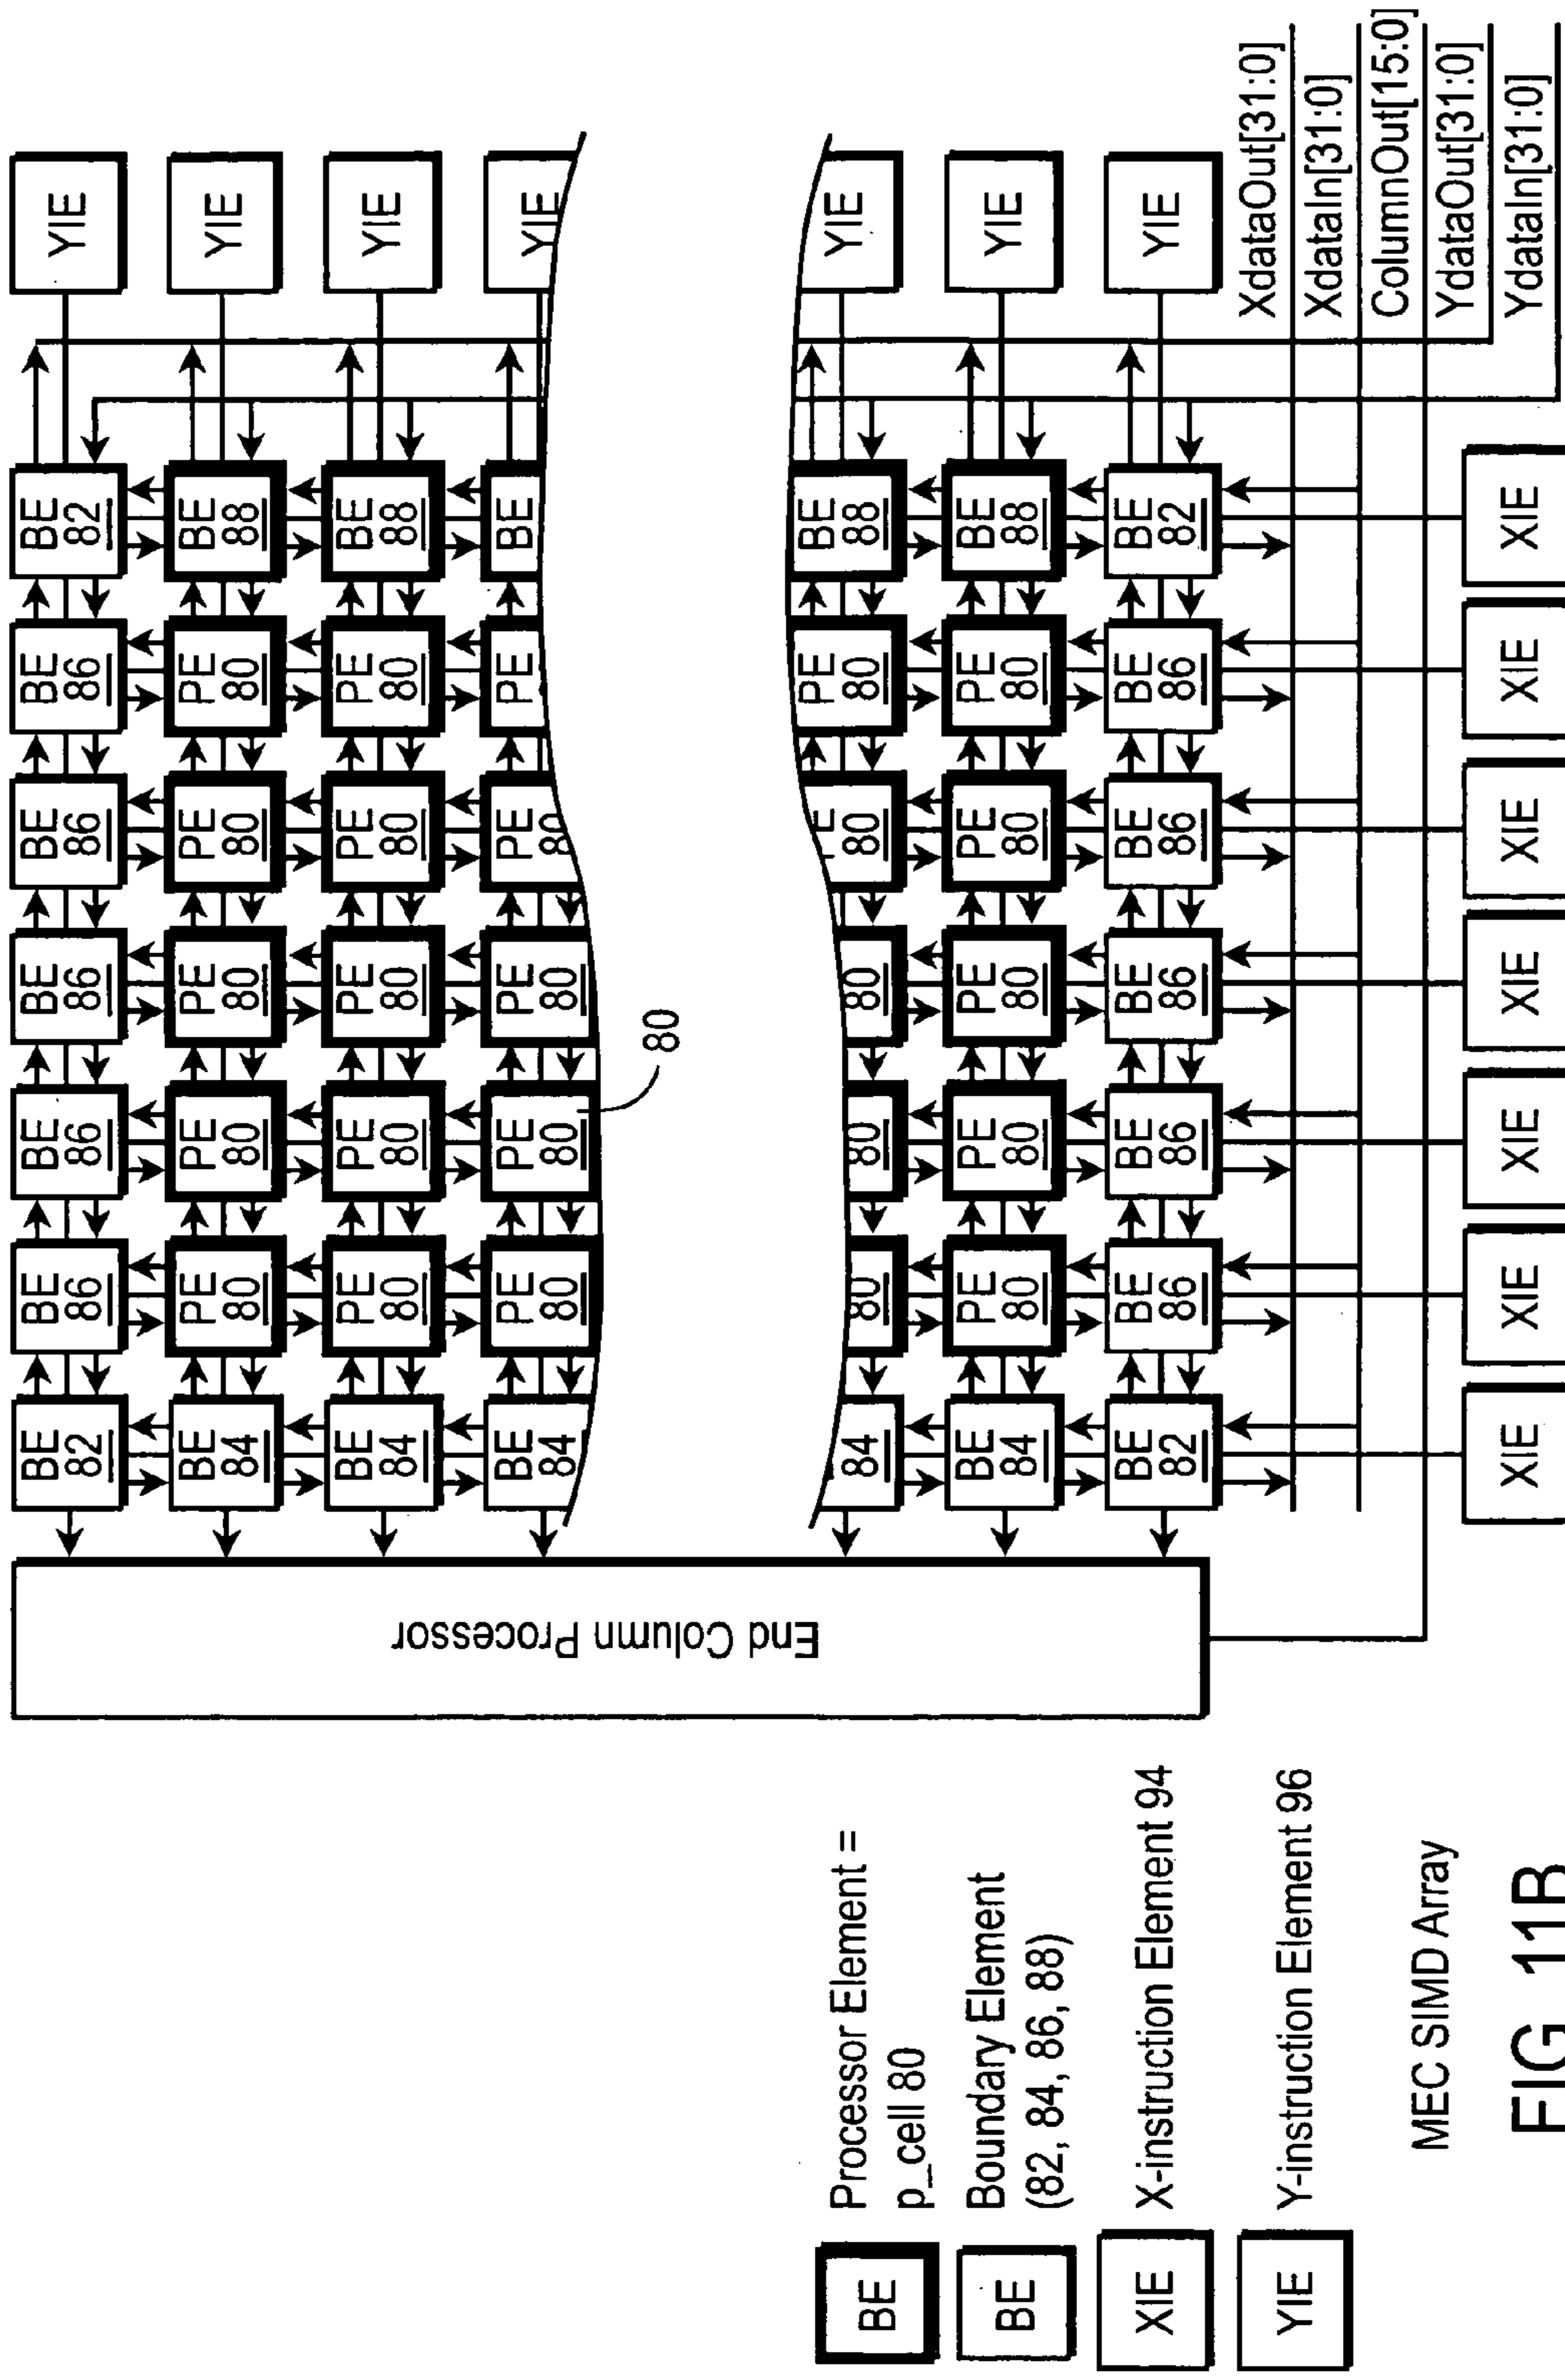 End Column Processor
BE BE BE BE BE BE BE YIE
82 86 86 86 86 86 82
BE PE PE PE PE PE BE YIE
84 80 80 80 80 80 88
BE PE PE PE PE PE BE YIE
84 80 80 80 80 80 88
BE PE PE PE PE PE BE YIE
84 80 80 80 80
80
PE BE YIE
84 80 80 80 80 80 88
BE PE PE PE PE PE BE YIE
84 80 80 80 80 80 88
BE BE BE BE BE BE BE YIE
82 86 86 86 86 86 82
XdataOut[31:0]
XdataIn[31:0]
ColumnOut[15:0]
YdataOut[31:0]
YdataIn[31:0]
XIE XIE XIE XIE XIE XIE XIE
BE Processor Element =
p_cell 80
BE Boundary Element
(82, 84, 86, 88)
XIE X-instruction Element 94
YIE Y-instruction Element 96
MEC SIMD Array
FIG 11B